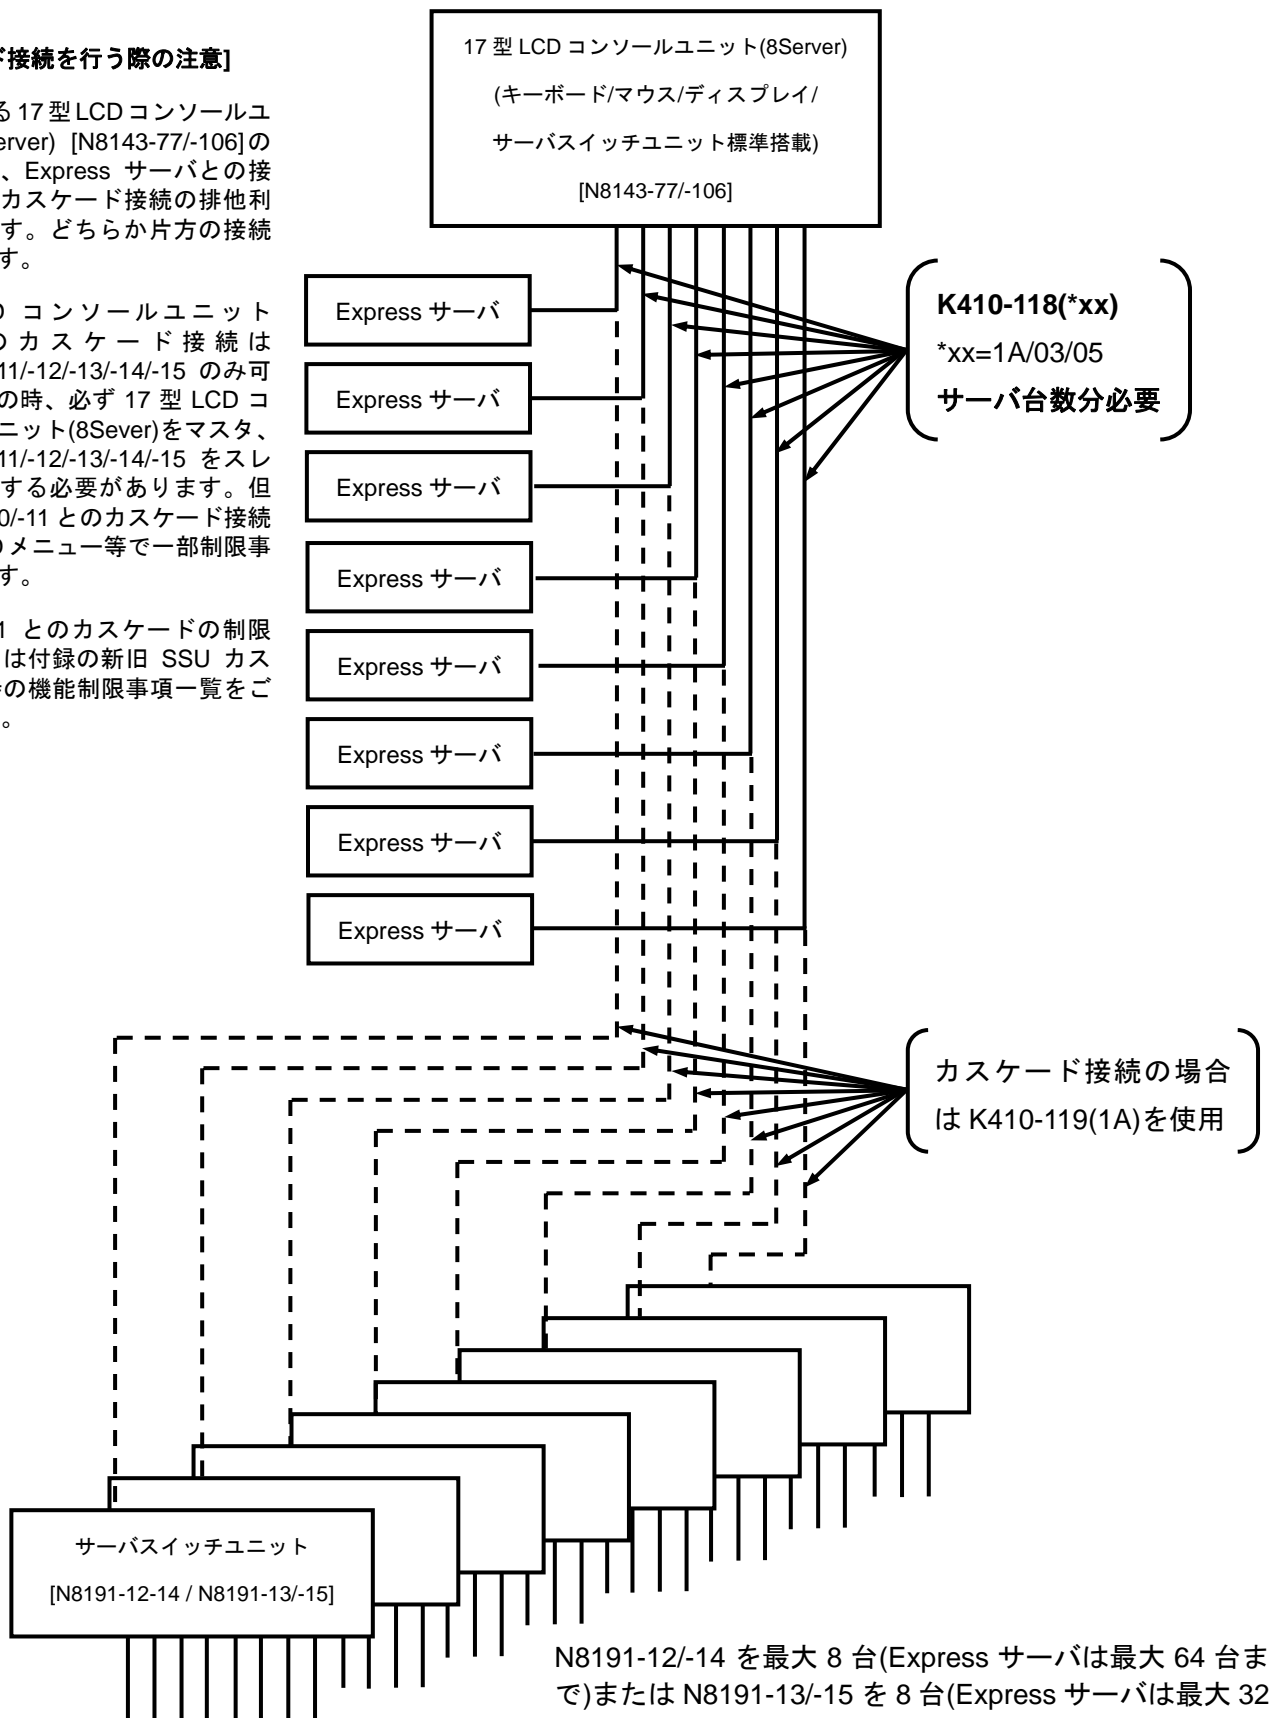 17 型 LCD コンソールユニット(8Server)
(キーボード/マウス/ディスプレイ/
サーバスイッチユニット標準搭載)
[N8143-77/-106]
ド接続を行う際の注意]
る 17 型 LCD コンソールユ
erver) [N8143-77/-106]の
、Express サーバとの接
カスケード接続の排他利
す。どちらか片方の接続
す。
コンソールユニット
のカスケード接続は
11/-12/-13/-14/-15 のみ可
の時、必ず 17 型 LCD コ
ニット(8Sever)をマスタ、
11/-12/-13/-14/-15 をスレ
する必要があります。但
0/-11 とのカスケード接続
のメニュー等で一部制限事
す。
1 とのカスケードの制限
は付録の新旧 SSU カス
の機能制限事項一覧をご
。
Express サーバ
Express サーバ
Express サーバ
Express サーバ
Express サーバ
Express サーバ
Express サーバ
Express サーバ
K410-118(*xx)
*xx=1A/03/05
サーバ台数分必要
カスケード接続の場合
は K410-119(1A)を使用
サーバスイッチユニット
[N8191-12-14 / N8191-13/-15]
N8191-12/-14 を最大 8 台(Express サーバは最大 64 台ま
で)または N8191-13/-15 を 8 台(Express サーバは最大 32